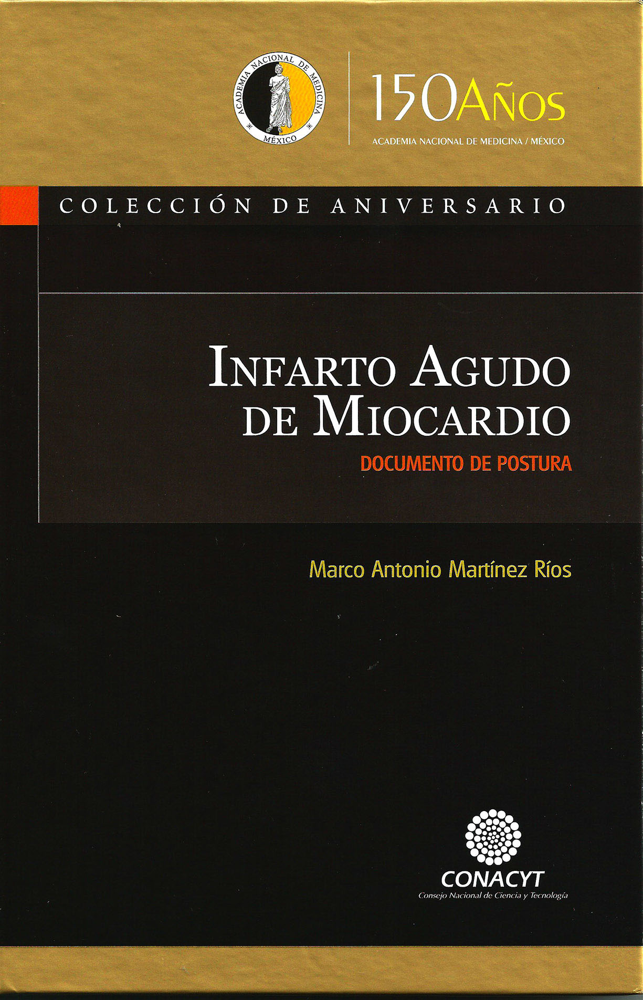 ACADEMIA NACIONAL DE MEDICINA
MÉXICO
150AÑOS
ACADEMIA NACIONAL DE MEDICINA / MÉXICO
COLECCIÓN DE ANIVERSARIO
INFARTO AGUDO
DE MIOCARDIO
DOCUMENTO DE POSTURA
Marco Antonio Martínez Ríos
CONACYT
Consejo Nacional de Ciencia y Tecnología